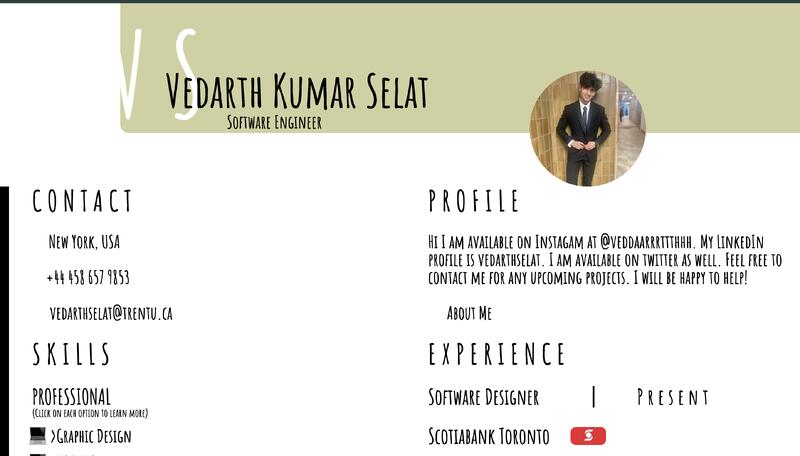 V S
Vedarth Kumar Selat
Software Engineer
CONTACT
New York, USA
+44 458 657 9853
vedarthselat@trentu.ca
SKILLS
PROFESSIONAL
(Click on each option to learn more)
>Graphic Design
PROFILE
Hi I am available on Instagam at @veddaarrrttthhh. My LinkedIn
profile is vedarthselat. I am available on twitter as well. Feel free to
contact me for any upcoming projects. I will be happy to help!
About Me
EXPERIENCE
Software Designer | Present
Scotiabank Toronto